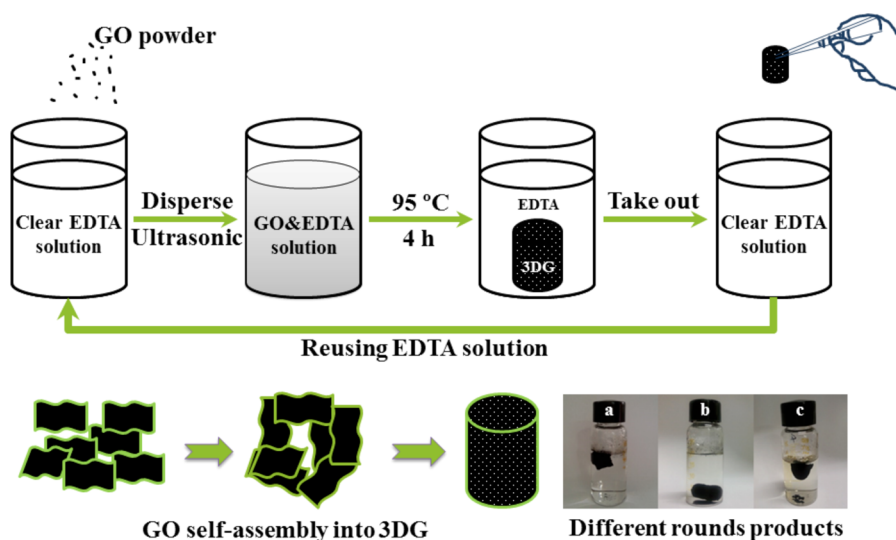 GO powder
Clear EDTA
solution
Disperse
Ultrasonic
GO&EDTA
solution
95 ºC
4 h
EDTA
3DG
Take out
Clear EDTA
solution
Reusing EDTA solution
a
b
c
GO self-assembly into 3DG
Different rounds products